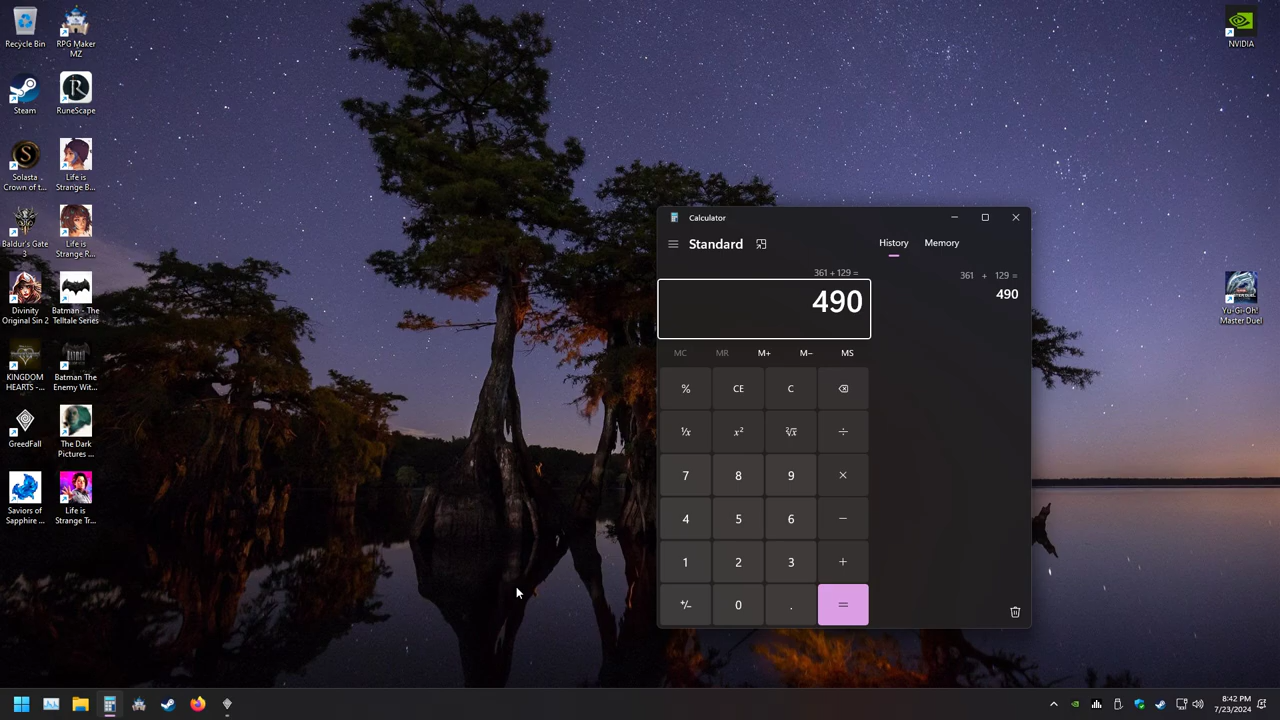 Recycle Bin
RPG Maker
MZ
NVIDIA
Steam
RuneScape
Solasta
Crown of t...
Life is
Strange B...
Baldur's Gate
3
Life is
Strange R...
Divinity
Original Sin 2
Batman - The
Telltale Series
Yu-Gi-Oh!
Master Duel
KINGDOM
HEARTS -...
Batman The
Enemy Wit...
GreedFall
The Dark
Pictures ...
Saviors of
Sapphire ...
Life is
Strange Tr...
Calculator
Standard
History Memory
361 + 129 =
490
361 + 129 =
490
MC MR M+ M− MS
% CE C
⅟x x² ²√x ÷
7 8 9 ×
4 5 6 −
1 2 3 +
+/− 0 . =
8:42 PM
7/23/2024